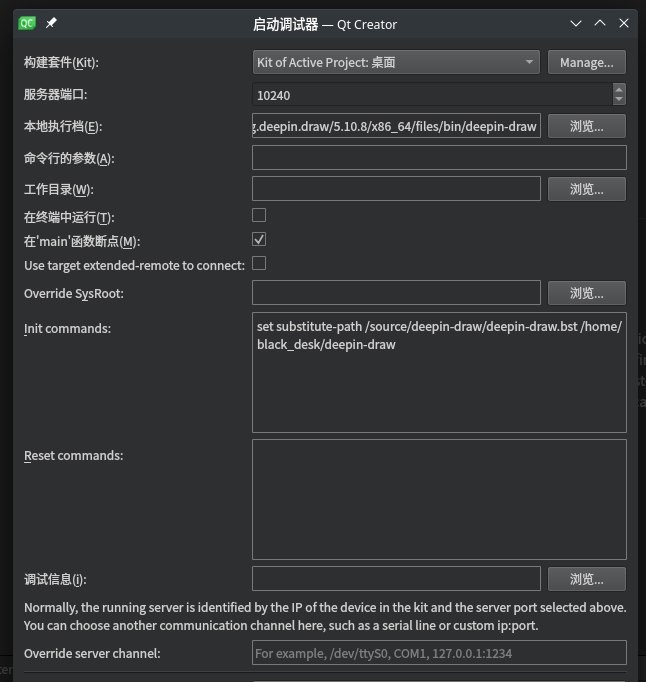 启动调试器 — Qt Creator
构建套件(Kit): Kit of Active Project: 桌面 Manage...
服务器端口: 10240
本地执行档(E): g.deepin.draw/5.10.8/x86_64/files/bin/deepin-draw 浏览...
命令行的参数(A):
工作目录(W): 浏览...
在终端中运行(T):
在'main'函数断点(M):
Use target extended-remote to connect:
Override SysRoot: 浏览...
Init commands: set substitute-path /source/deepin-draw/deepin-draw.bst /home/
black_desk/deepin-draw
Reset commands:
调试信息(i): 浏览...
Normally, the running server is identified by the IP of the device in the kit and the server port selected above.
You can choose another communication channel here, such as a serial line or custom ip:port.
Override server channel: For example, /dev/ttyS0, COM1, 127.0.0.1:1234